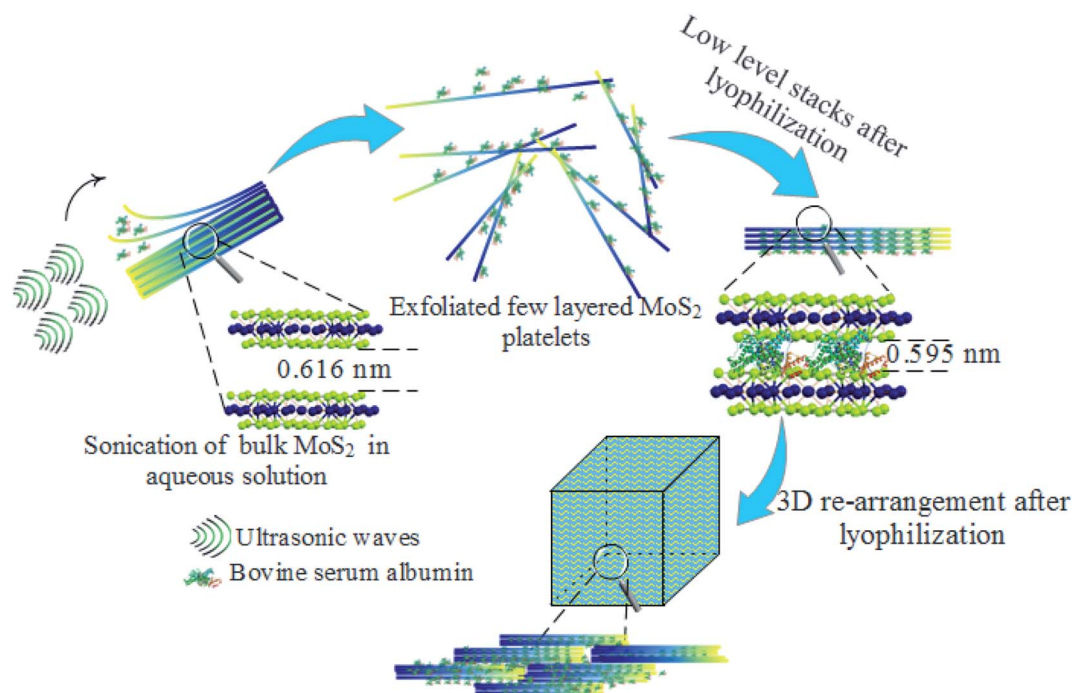 Low level stacks after
lyophilization
Exfoliated few layered MoS₂
platelets
0.616 nm
0.595 nm
Sonication of bulk MoS₂ in
aqueous solution
3D re-arrangement after
lyophilization
Ultrasonic waves
Bovine serum albumin